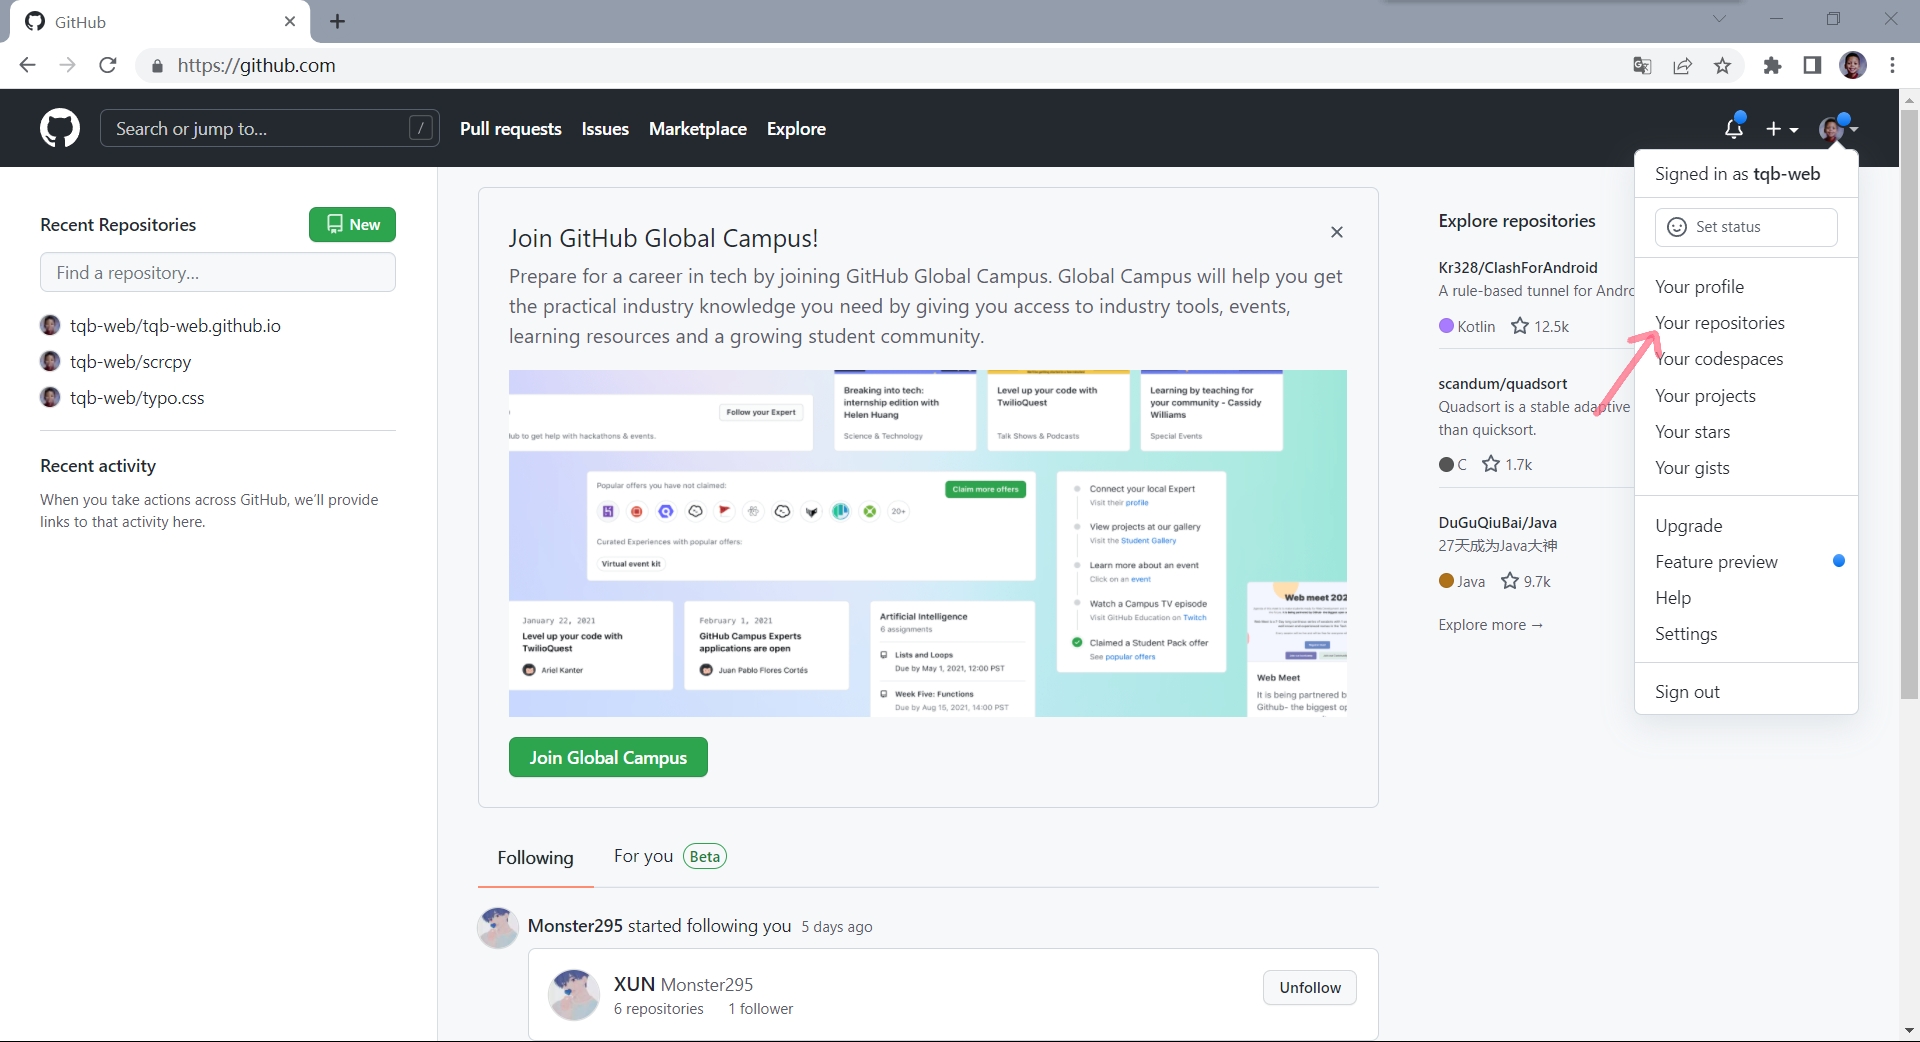 GitHub
https://github.com
Search or jump to...
/
Pull requests
Issues
Marketplace
Explore
Signed in as tqb-web
Set status
Your profile
Your repositories
Your codespaces
Your projects
Your stars
Your gists
Upgrade
Feature preview
Help
Settings
Sign out
Recent Repositories
New
Find a repository...
tqb-web/tqb-web.github.io
tqb-web/scrcpy
tqb-web/typo.css
Recent activity
When you take actions across GitHub, we'll provide
links to that activity here.
Join GitHub Global Campus!
Prepare for a career in tech by joining GitHub Global Campus. Global Campus will help you get
the practical industry knowledge you need by giving you access to industry tools, events,
learning resources and a growing student community.
Follow your Expert
to get help with hackathons & events.
Breaking into tech:
internship edition with
Helen Huang
Science & Technology
Level up your code with
TwilioQuest
Talk Shows & Podcasts
Learning by teaching for
your community - Cassidy
Williams
Special Events
Popular offers you have not claimed:
Claim more offers
20+
Curated Experiences with popular offers:
Virtual event kit
Connect your local Expert
Visit their profile
View projects at our gallery
Visit the Student Gallery
Learn more about an event
Click on an event
Watch a Campus TV episode
Visit GitHub Education on Twitch
Claimed a Student Pack offer
See popular offers
January 22, 2021
Level up your code with
TwilioQuest
Ariel Kanter
February 1, 2021
GitHub Campus Experts
applications are open
Juan Pablo Flores Cortés
Artificial Intelligence
6 assignments
Lists and Loops
Due by May 1, 2021, 12:00 PST
Week Five: Functions
Due by Aug 15, 2021, 14:00 PST
Web meet 202
Web Meet
It is being partnered b
Github- the biggest op
Join Global Campus
Following
For you
Beta
Monster295 started following you 5 days ago
XUN Monster295
6 repositories 1 follower
Unfollow
Explore repositories
Kr328/ClashForAndroid
A rule-based tunnel for Andro
Kotlin 12.5k
scandum/quadsort
Quadsort is a stable adaptive
than quicksort.
C 1.7k
DuGuQiuBai/Java
27天成为Java大神
Java 9.7k
Explore more →